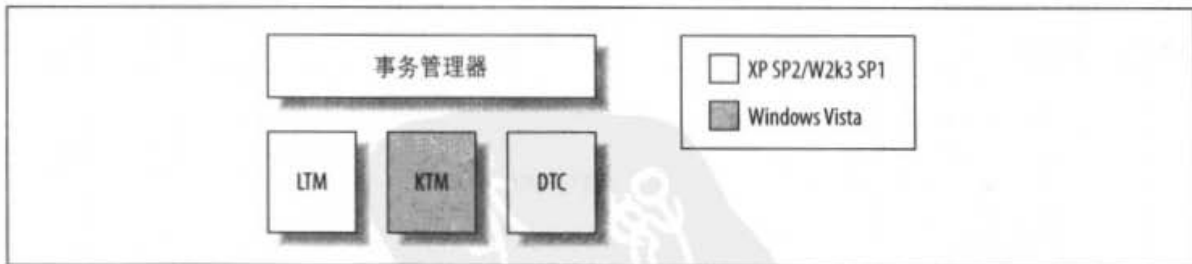 事务管理器
XP SP2/W2k3 SP1
Windows Vista
LTM
KTM
DTC